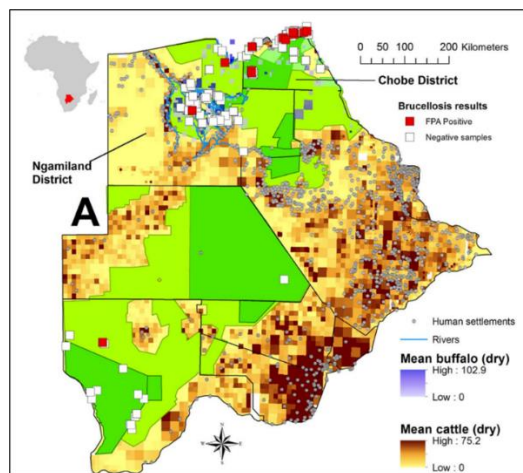 0 50 100 200 Kilometers
Chobe District
Brucellosis results
FPA Positive
Negative samples
Ngamiland
District
A
Human settlements
Rivers
Mean buffalo (dry)
High : 102.9
Low : 0
Mean cattle (dry)
High : 75.2
Low : 0